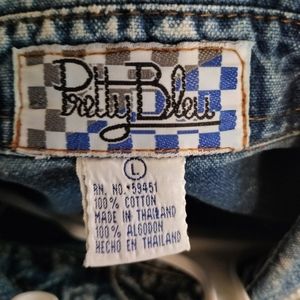 Pretty Bleu
L
RN. NO. 59451
100% COTTON
MADE IN THAILAND
100% ALGODON
HECHO EN THAILAND